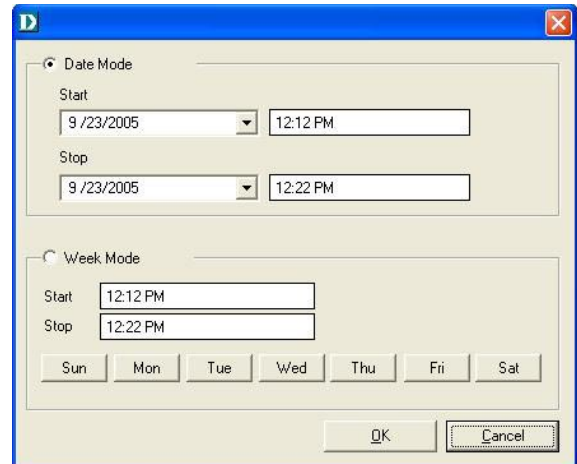 D
Date Mode
Start
9 /23/2005 12:12 PM
Stop
9 /23/2005 12:22 PM
Week Mode
Start 12:12 PM
Stop 12:22 PM
Sun Mon Tue Wed Thu Fri Sat
OK Cancel